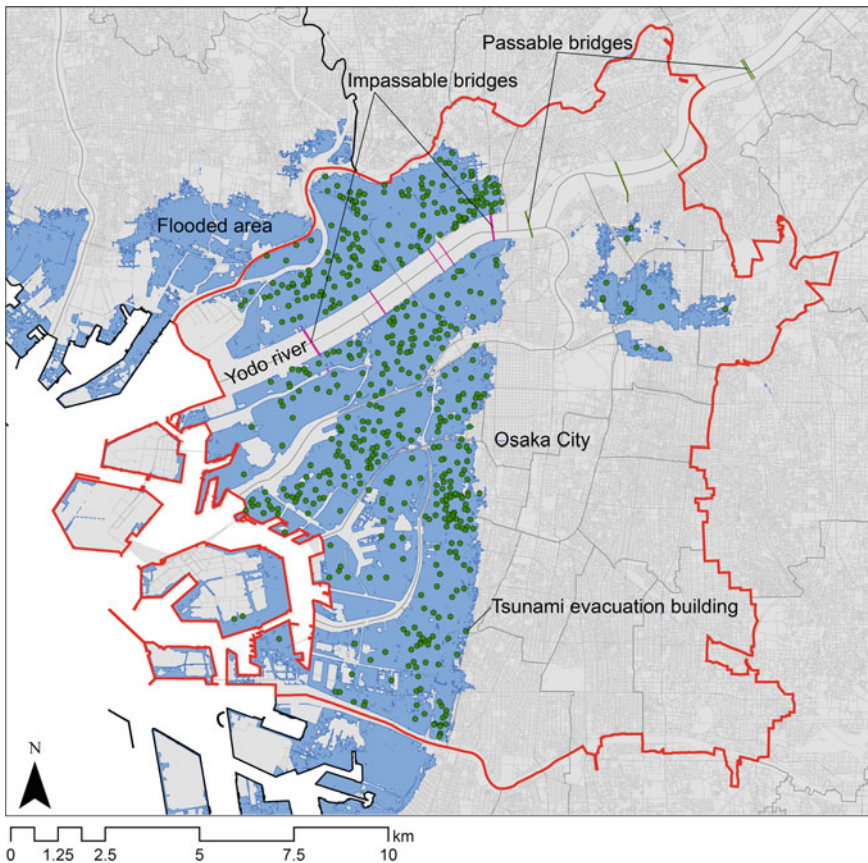 Passable bridges
Impassable bridges
Flooded area
Yodo river
Osaka City
Tsunami evacuation building
N
km
0 1.25 2.5 5 7.5 10